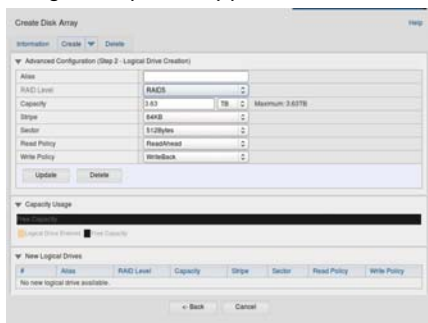 Create Disk Array
Help
Information Create Delete
Advanced Configuration (Step 2 - Logical Drive Creation)
Alias
RAID Level RAID5
Capacity 3.63 TB Maximum: 3.63TB
Stripe 64KB
Sector 512Bytes
Read Policy ReadAhead
Write Policy WriteBack
Update Delete
Capacity Usage
Free Capacity
Logical Drive Entered Free Capacity
New Logical Drives
# Alias RAID Level Capacity Stripe Sector Read Policy Write Policy
No new logical drive available.
< Back Cancel